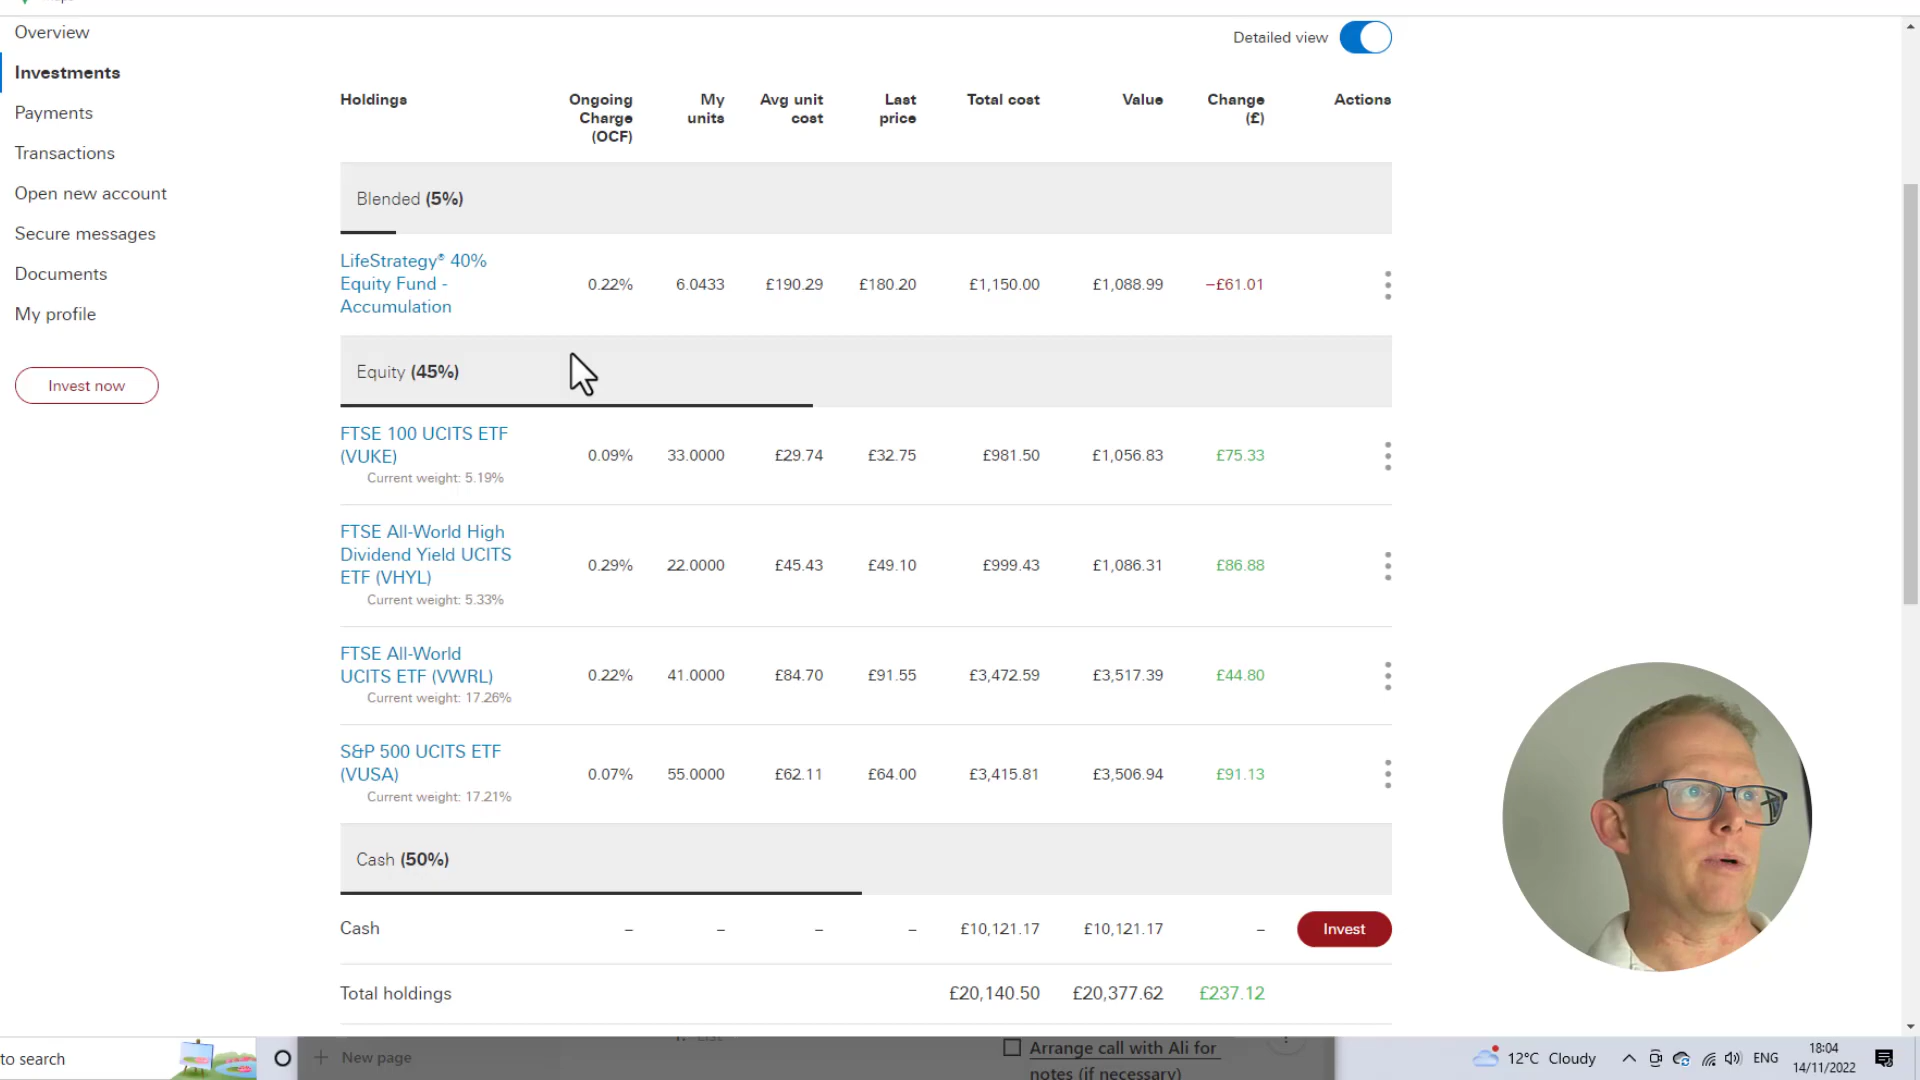 Overview
Detailed view
Investments
Payments
Transactions
Open new account
Secure messages
Documents
My profile
Invest now
Holdings Ongoing Charge (OCF) My units Avg unit cost Last price Total cost Value Change (£) Actions
Blended (5%)
LifeStrategy® 40% Equity Fund - Accumulation 0.22% 6.0433 £190.29 £180.20 £1,150.00 £1,088.99 −£61.01
Equity (45%)
FTSE 100 UCITS ETF (VUKE) 0.09% 33.0000 £29.74 £32.75 £981.50 £1,056.83 £75.33
Current weight: 5.19%
FTSE All-World High Dividend Yield UCITS ETF (VHYL) 0.29% 22.0000 £45.43 £49.10 £999.43 £1,086.31 £86.88
Current weight: 5.33%
FTSE All-World UCITS ETF (VWRL) 0.22% 41.0000 £84.70 £91.55 £3,472.59 £3,517.39 £44.80
Current weight: 17.26%
S&P 500 UCITS ETF (VUSA) 0.07% 55.0000 £62.11 £64.00 £3,415.81 £3,506.94 £91.13
Current weight: 17.21%
Cash (50%)
Cash – – – – £10,121.17 £10,121.17 – Invest
Total holdings £20,140.50 £20,377.62 £237.12
to search
+ New page
Arrange call with Ali for
notes (if necessary)
12°C Cloudy
ENG
18:04
14/11/2022